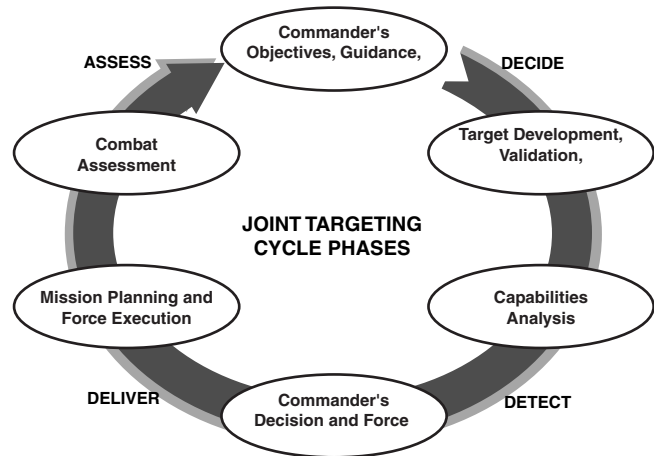 Commander's
Objectives, Guidance,
ASSESS
DECIDE
Combat
Assessment
Target Development,
Validation,
JOINT TARGETING
CYCLE PHASES
Mission Planning and
Force Execution
Capabilities
Analysis
DELIVER
Commander's
Decision and Force
DETECT